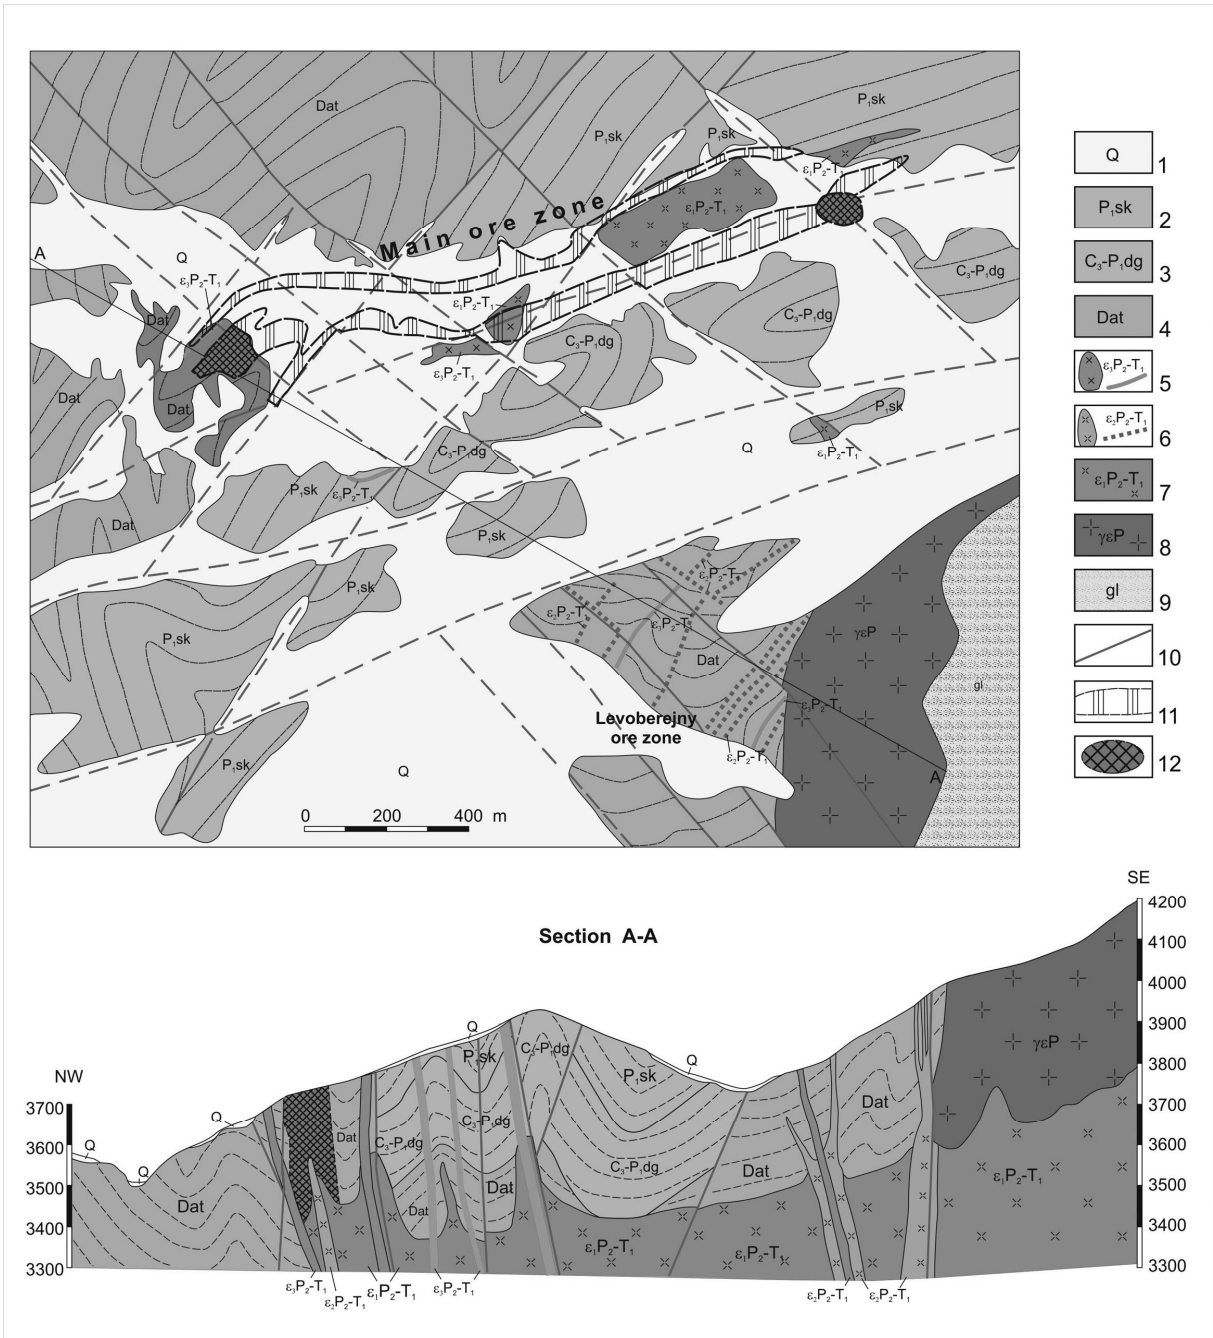 Dat
P₁sk
P₁sk
P₁sk
ε₁P₂-T₁
ε₁P₂-T₁
Main ore zone
A
Q
ε₃P₂-T₁
C₃-P₁dg
ε₁P₂-T₁
C₃-P₁dg
Dat
C₃-P₁dg
ε₃P₂-T₁
Dat
Dat
P₁sk
C₃-P₁dg
Q
ε₁P₂-T₁
P₁sk
ε₃P₂-T₁
Dat
P₁sk
ε₂P₂-T₁
P₁sk
ε₂P₂-T₁
ε₃P₂-T₁
γεP
P₁sk
Dat
gl
ε₃P₂-T₁
Levoberejny
ore zone
P₁sk
Q
ε₂P₂-T₁
A
0 200 400 m
Q 1
P₁sk 2
C₃-P₁dg 3
Dat 4
ε₃P₂-T₁ 5
ε₂P₂-T₁ 6
ε₁P₂-T₁ 7
γεP 8
gl 9
10
11
12
Section A-A
SE
4200
4100
4000
3900
3800
3700
3600
3500
3400
3300
NW
3700
3600
3500
3400
3300
Q
Q
Q
Q
Q
P₁sk
C₃-P₁dg
P₁sk
γεP
Dat
Dat
C₃-P₁dg
C₃-P₁dg
C₃-P₁dg
Dat
Dat
Dat
Dat
ε₁P₂-T₁
ε₁P₂-T₁
ε₁P₂-T₁
ε₃P₂-T₁
ε₂P₂-T₁
ε₁P₂-T₁
ε₃P₂-T₁
ε₂P₂-T₁
ε₂P₂-T₁